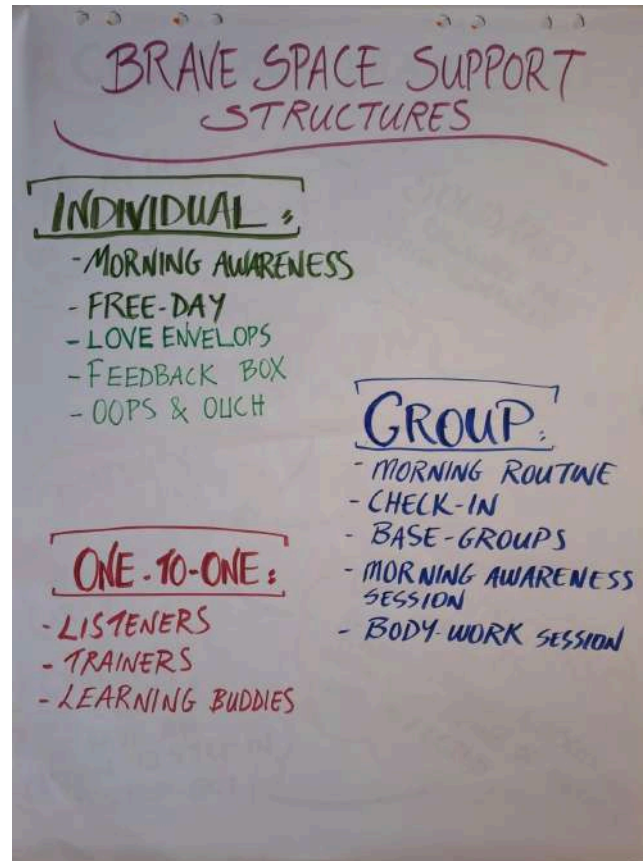 BRAVE SPACE SUPPORT
STRUCTURES
INDIVIDUAL:
- MORNING AWARENESS
- FREE-DAY
- LOVE ENVELOPS
- FEEDBACK BOX
- OOPS & OUCH
GROUP:
- MORNING ROUTINE
- CHECK-IN
- BASE-GROUPS
- MORNING AWARENESS
SESSION
- BODY-WORK SESSION
ONE-TO-ONE:
- LISTENERS
- TRAINERS
- LEARNING BUDDIES